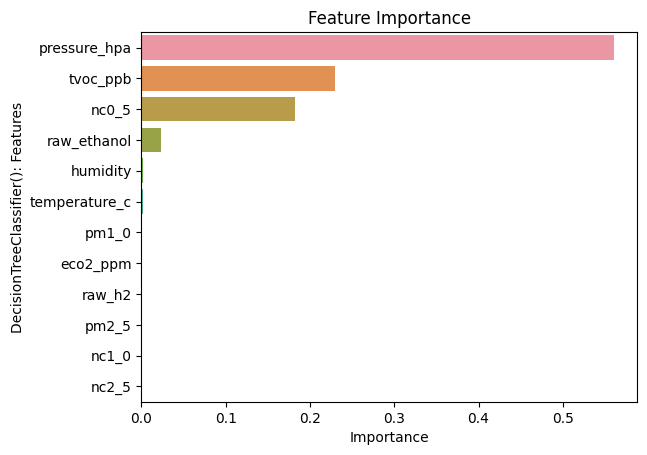 Feature Importance
DecisionTreeClassifier(): Features
pressure_hpa
tvoc_ppb
nc0_5
raw_ethanol
humidity
temperature_c
pm1_0
eco2_ppm
raw_h2
pm2_5
nc1_0
nc2_5
0.0 0.1 0.2 0.3 0.4 0.5
Importance